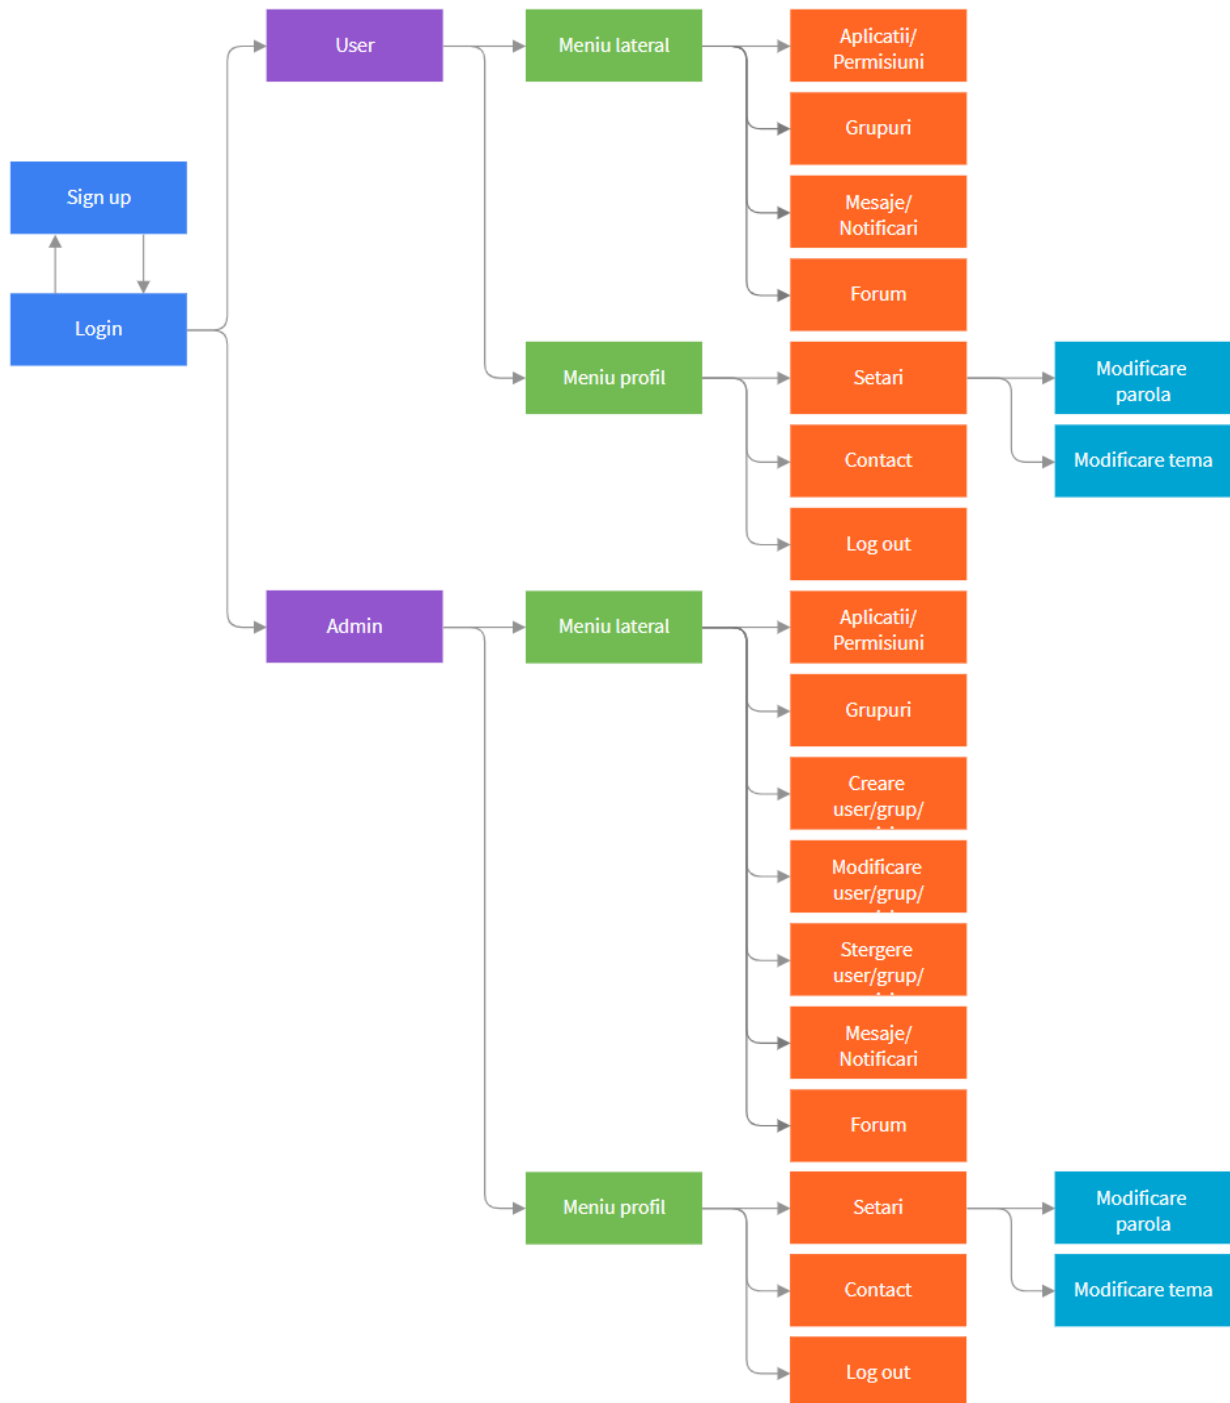 User
Meniu lateral
Aplicatii/
Permisiuni
Grupuri
Sign up
Mesaje/
Notificari
Forum
Login
Meniu profil
Setari
Modificare
parola
Contact
Modificare tema
Log out
Admin
Meniu lateral
Aplicatii/
Permisiuni
Grupuri
Creare
user/grup/
Modificare
user/grup/
Stergere
user/grup/
Mesaje/
Notificari
Forum
Meniu profil
Setari
Modificare
parola
Contact
Modificare tema
Log out